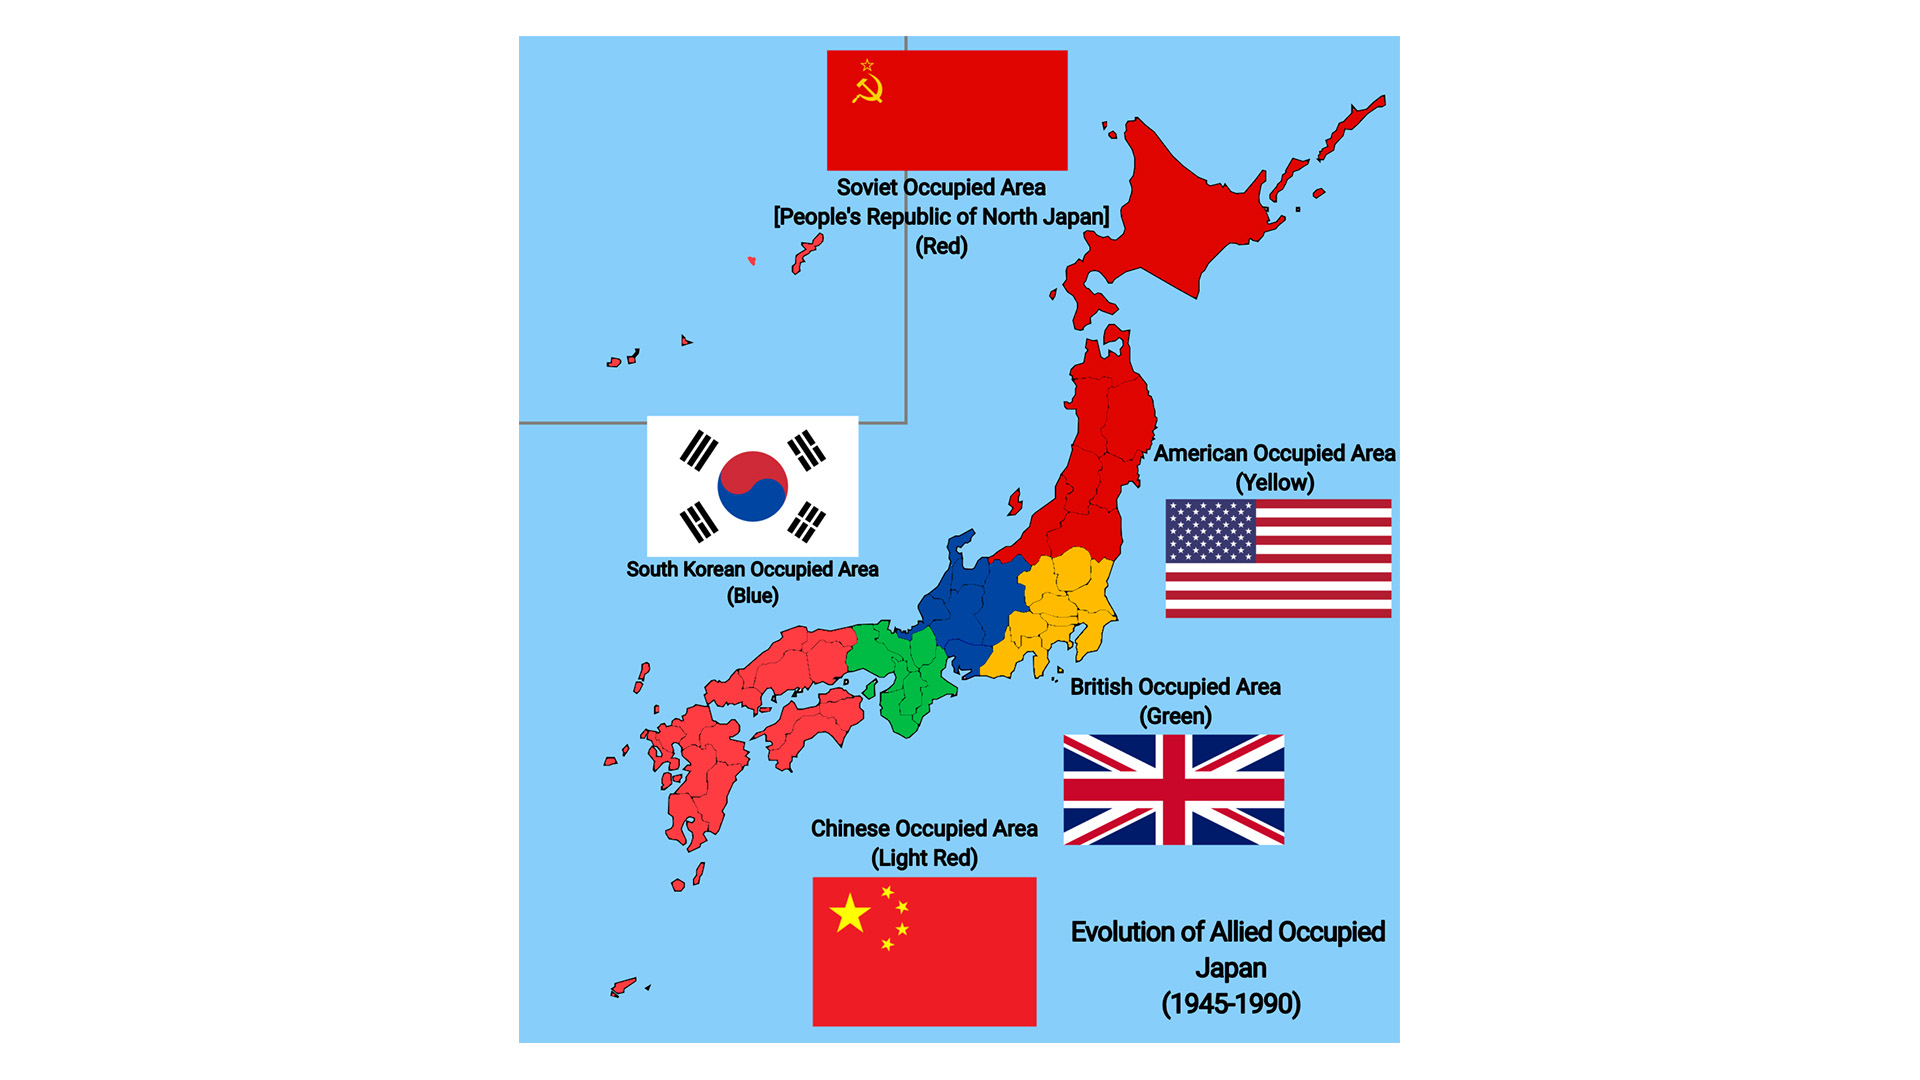 Soviet Occupied Area
[People's Republic of North Japan]
(Red)
American Occupied Area
(Yellow)
South Korean Occupied Area
(Blue)
British Occupied Area
(Green)
Chinese Occupied Area
(Light Red)
Evolution of Allied Occupied
Japan
(1945-1990)